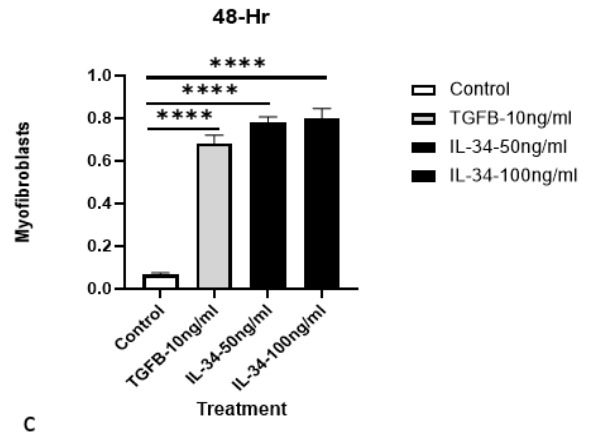 48-Hr
****
****
****
1.0
0.8
0.6
0.4
0.2
0.0
Myofibroblasts
Control
TGFB-10ng/ml
IL-34-50ng/ml
IL-34-100ng/ml
Treatment
Control
TGFB-10ng/ml
IL-34-50ng/ml
IL-34-100ng/ml
C